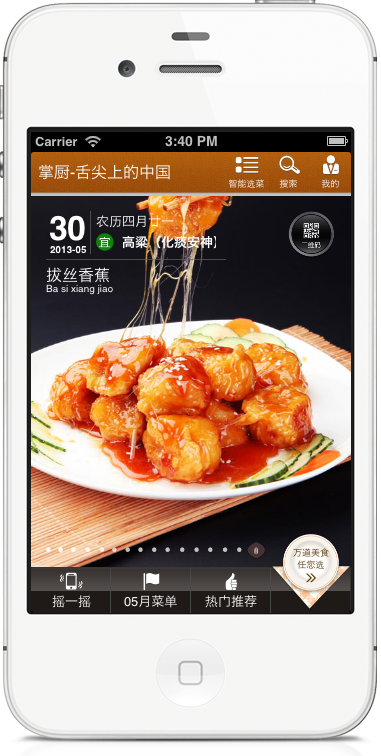 Carrier 3:40 PM
掌厨-舌尖上的中国
智能选菜 搜索 我的
30 农历四月廿一
2013-05 宜 高粱（化痰安神）
二维码
拔丝香蕉
Ba si xiang jiao
万道美食
任您选
摇一摇 05月菜单 热门推荐